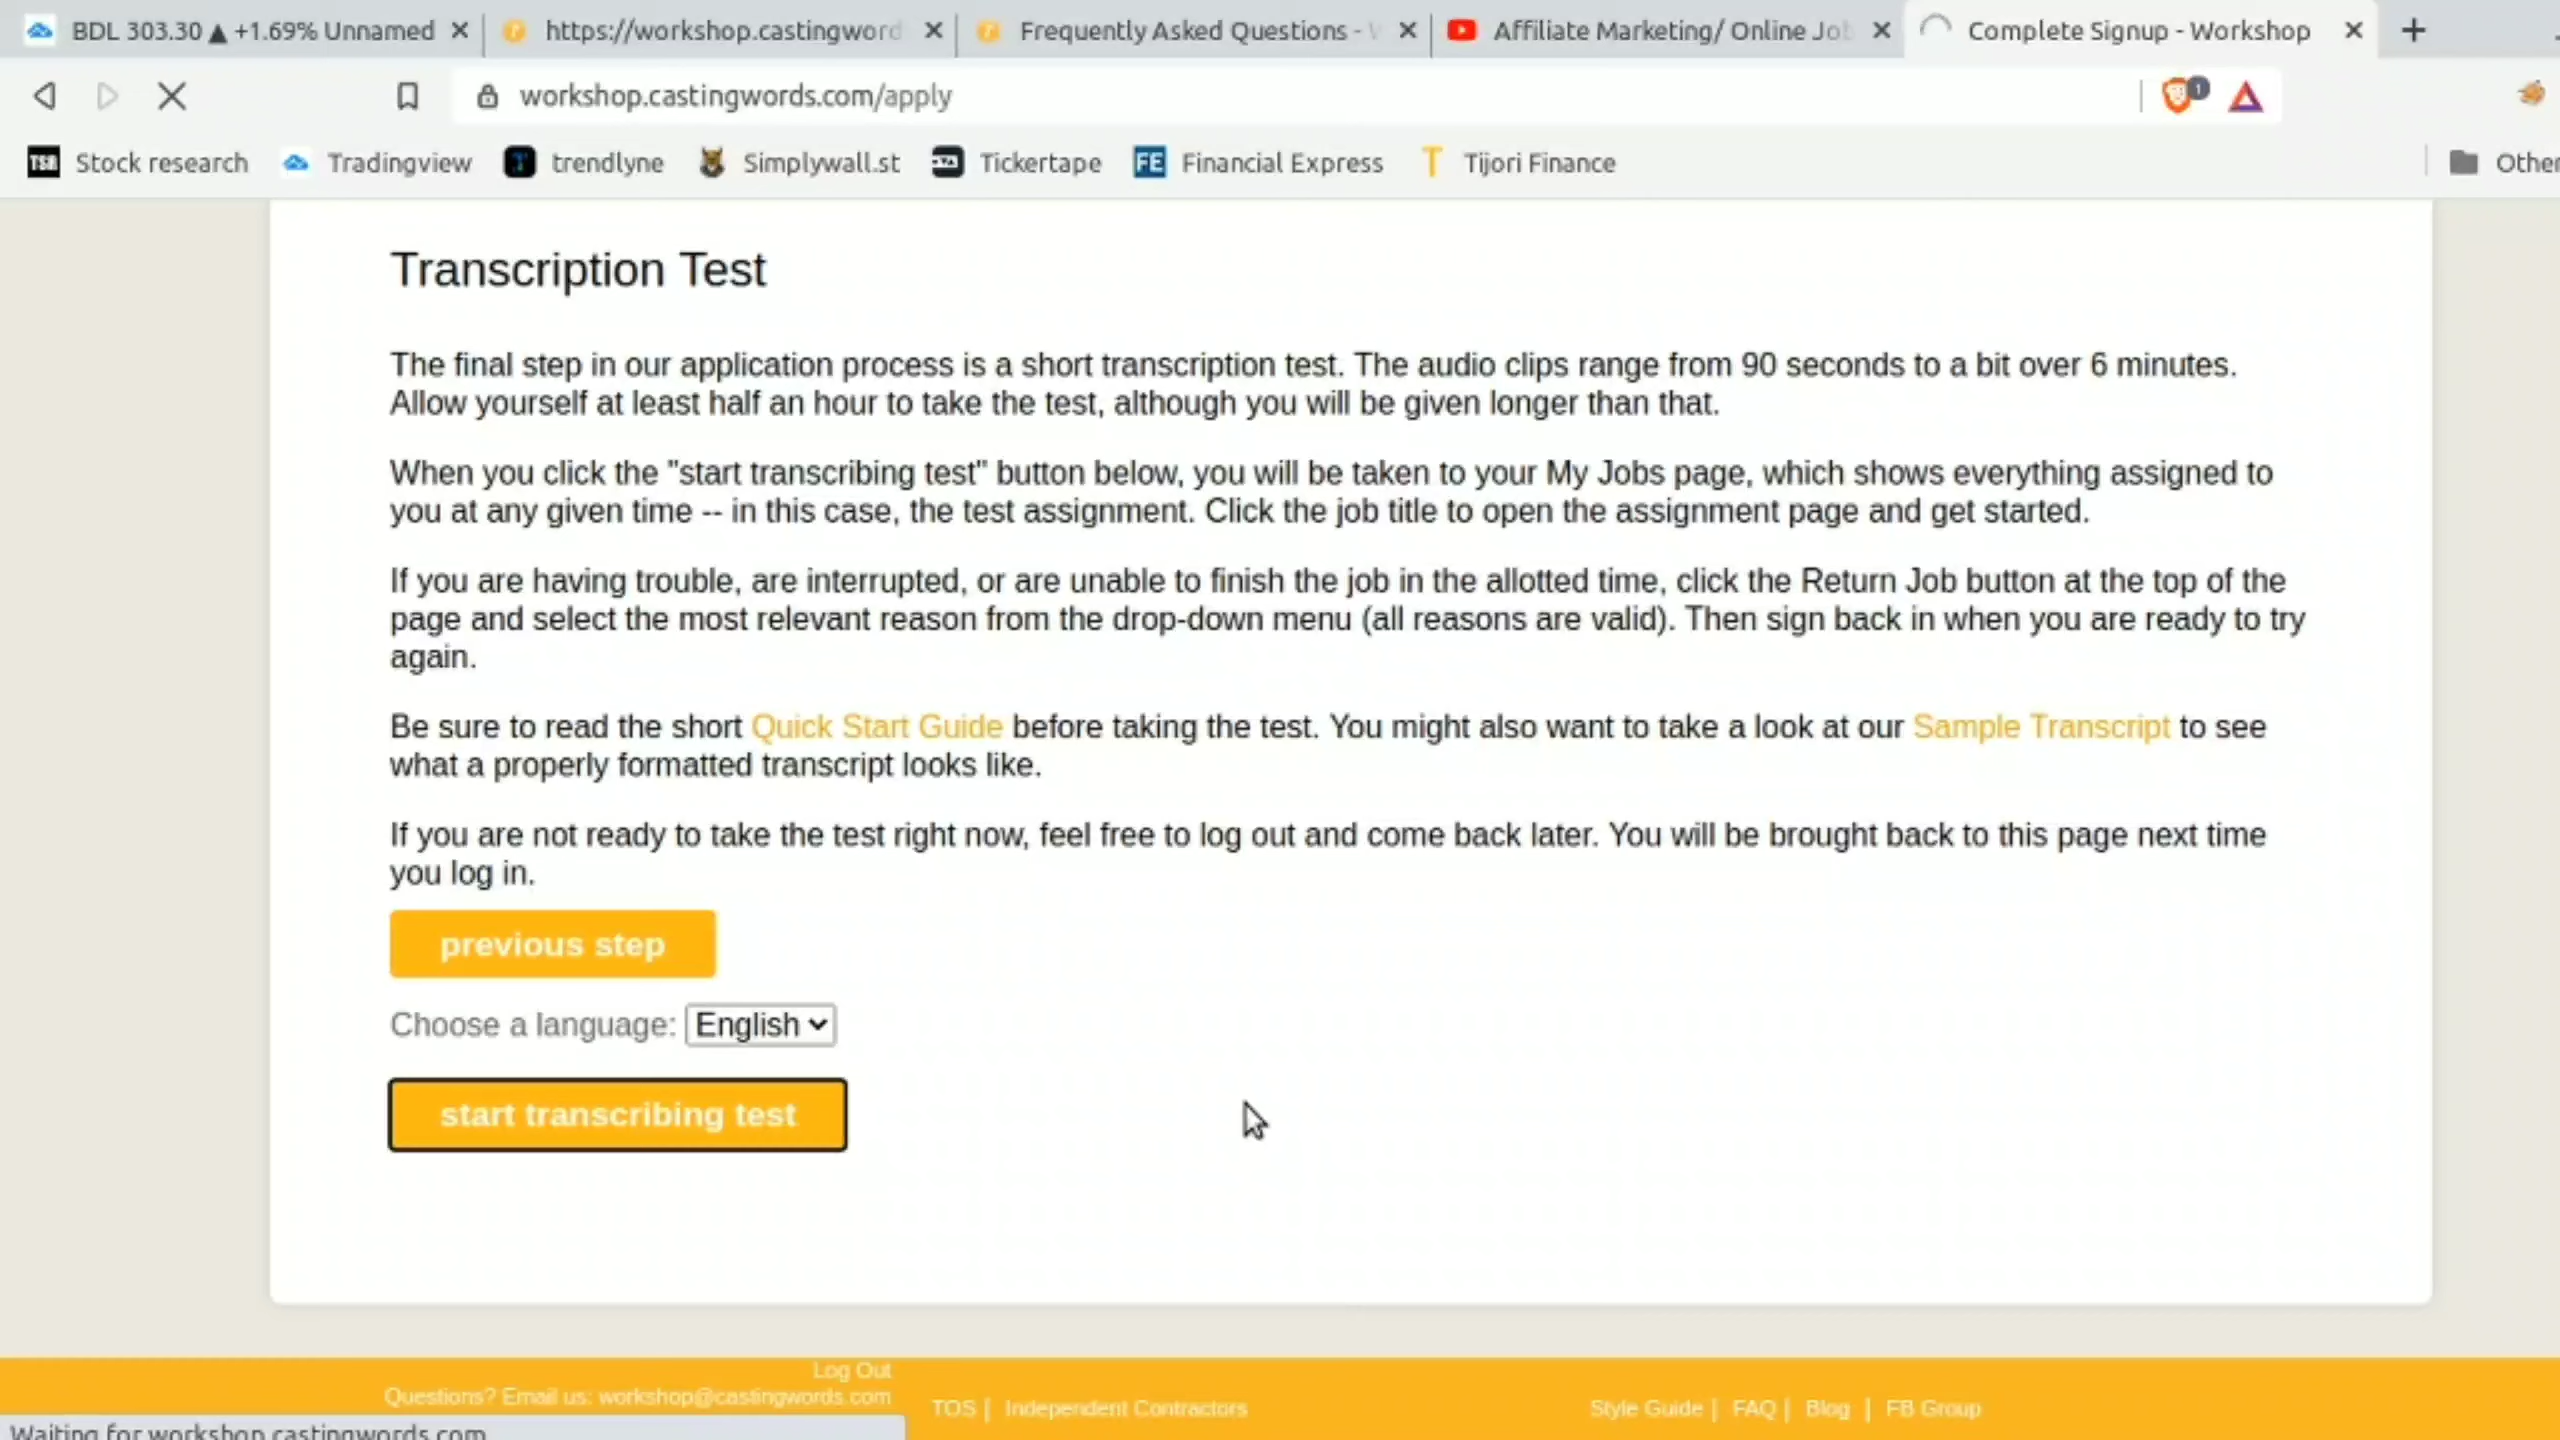 BDL 303.30 ▲ +1.69% Unnamed
https://workshop.castingword
Frequently Asked Questions -
Affiliate Marketing/ Online Job
Complete Signup - Workshop
workshop.castingwords.com/apply
1
TSR Stock research
Tradingview
trendlyne
Simplywall.st
Tickertape
FE Financial Express
Tijori Finance
Other
Transcription Test
The final step in our application process is a short transcription test. The audio clips range from 90 seconds to a bit over 6 minutes.
Allow yourself at least half an hour to take the test, although you will be given longer than that.
When you click the "start transcribing test" button below, you will be taken to your My Jobs page, which shows everything assigned to
you at any given time -- in this case, the test assignment. Click the job title to open the assignment page and get started.
If you are having trouble, are interrupted, or are unable to finish the job in the allotted time, click the Return Job button at the top of the
page and select the most relevant reason from the drop-down menu (all reasons are valid). Then sign back in when you are ready to try
again.
Be sure to read the short Quick Start Guide before taking the test. You might also want to take a look at our Sample Transcript to see
what a properly formatted transcript looks like.
If you are not ready to take the test right now, feel free to log out and come back later. You will be brought back to this page next time
you log in.
previous step
Choose a language: English
start transcribing test
Log Out
Questions? Email us: workshop@castingwords.com
TOS | Independent Contractors
Style Guide | FAQ | Blog | FB Group
Waiting for workshop.castingwords.com